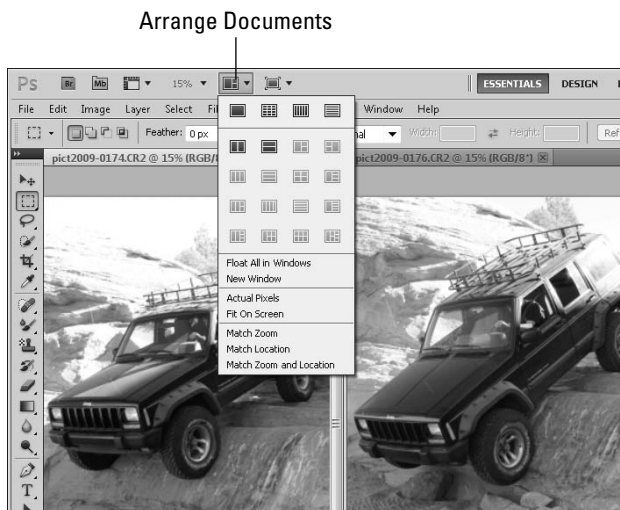 Arrange Documents
Ps Br Mb 15% ESSENTIALS DESIGN
File Edit Image Layer Select Window Help
Feather: 0 px Width: Height:
pict2009-0174.CR2 @ 15% (RGB/ pict2009-0176.CR2 @ 15% (RGB/8*)
Float All in Windows
New Window
Actual Pixels
Fit On Screen
Match Zoom
Match Location
Match Zoom and Location
T